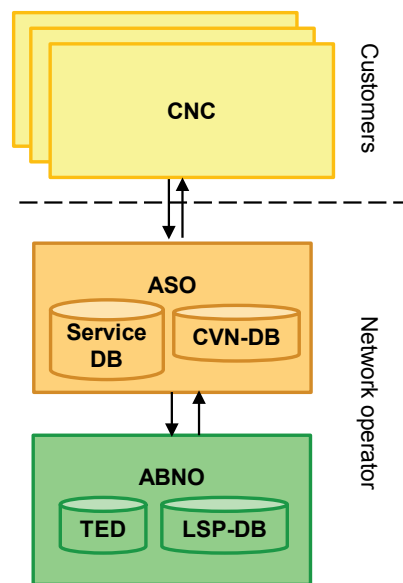 CNC
Customers
ASO
Service
DB
CVN-DB
Network operator
ABNO
TED
LSP-DB